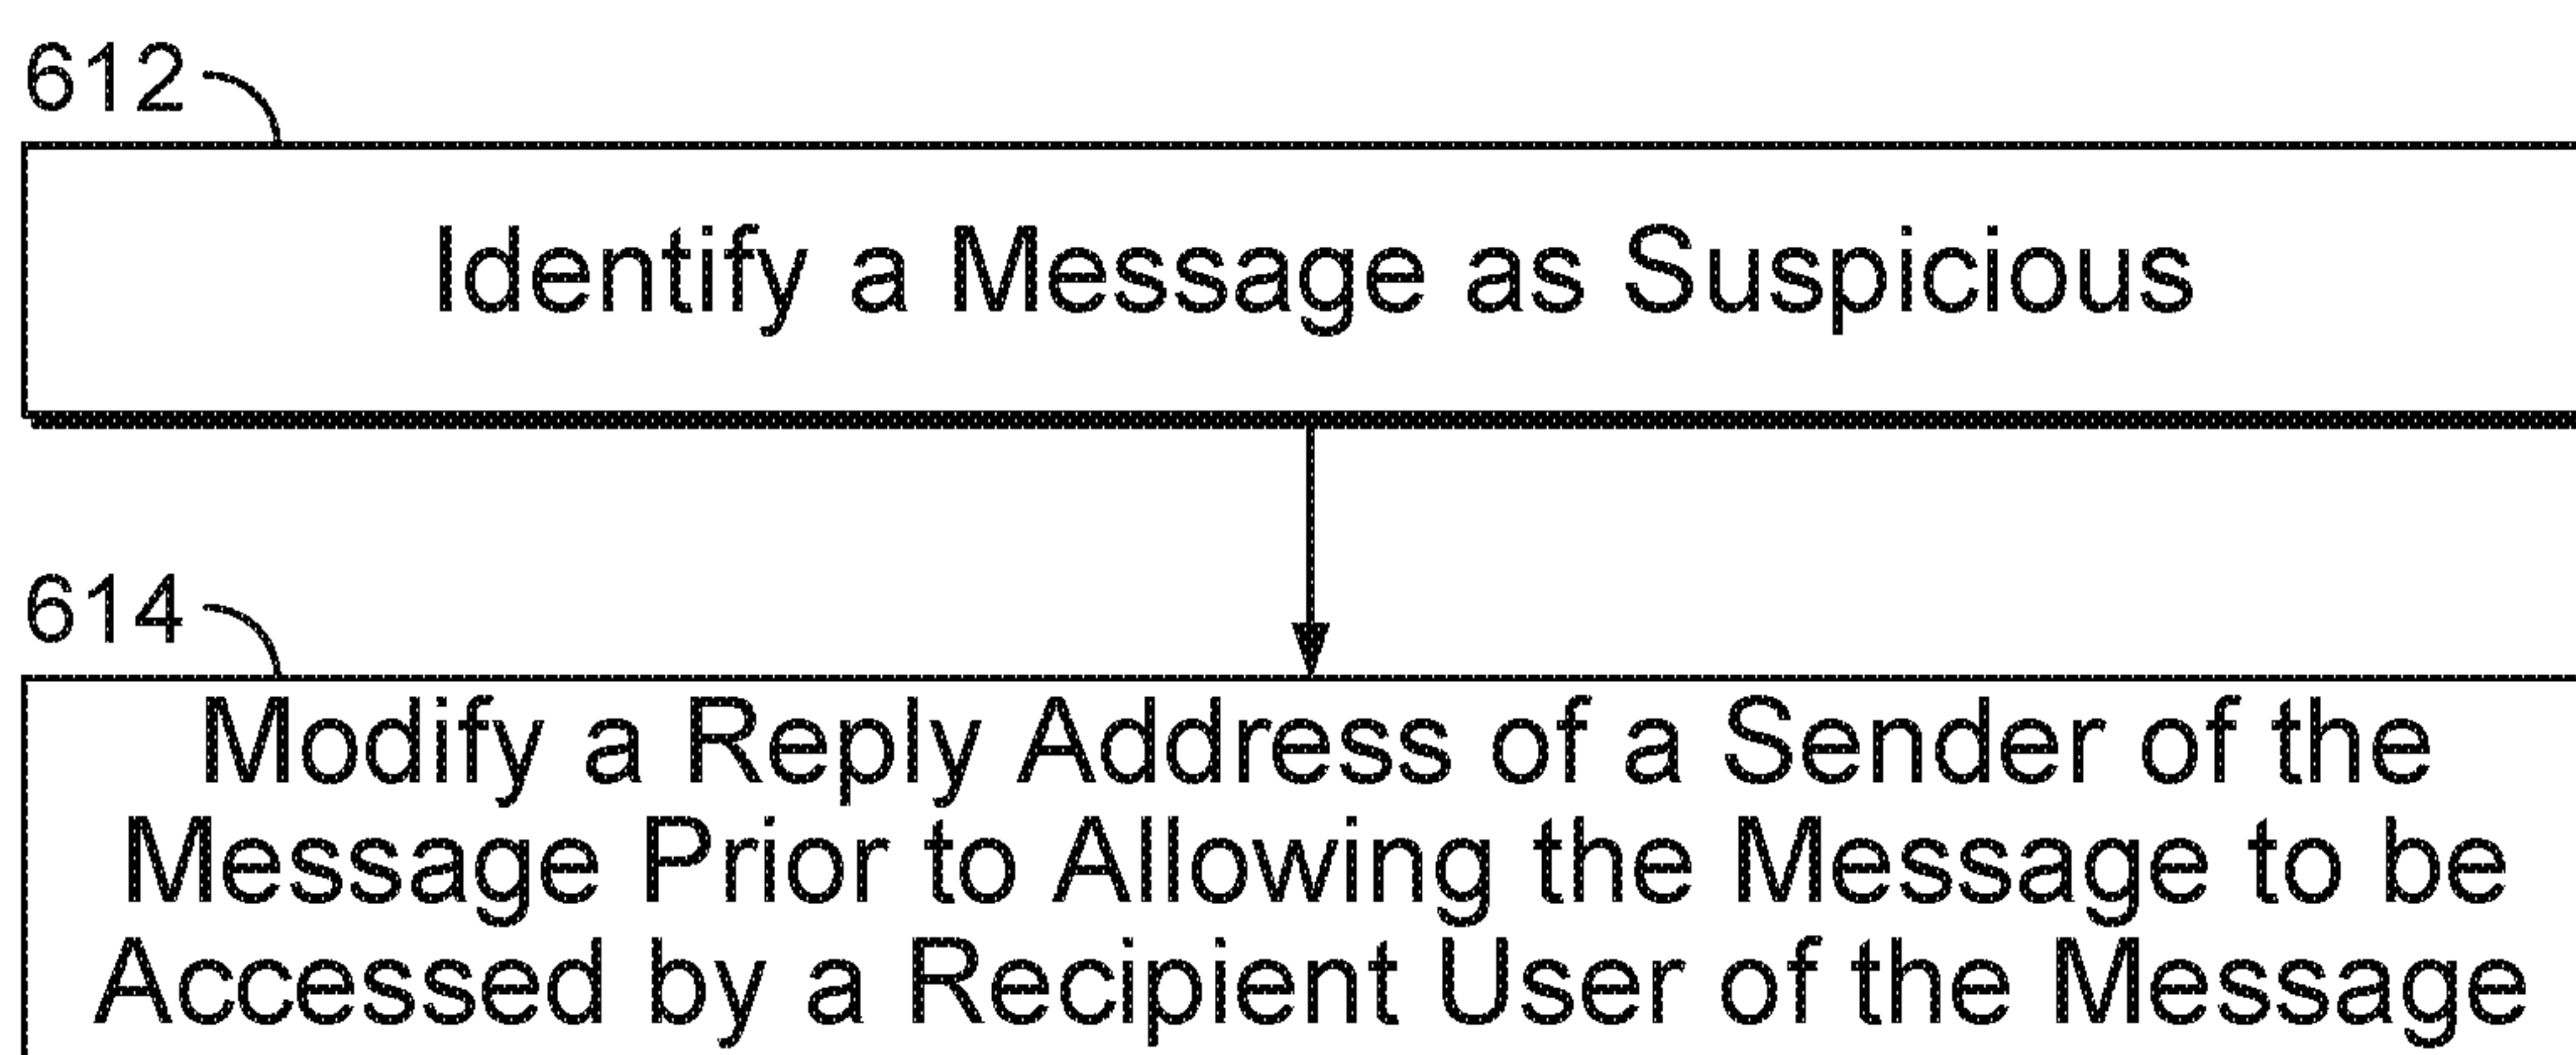 612
Identify a Message as Suspicious
614
Modify a Reply Address of a Sender of the
Message Prior to Allowing the Message to be
Accessed by a Recipient User of the Message